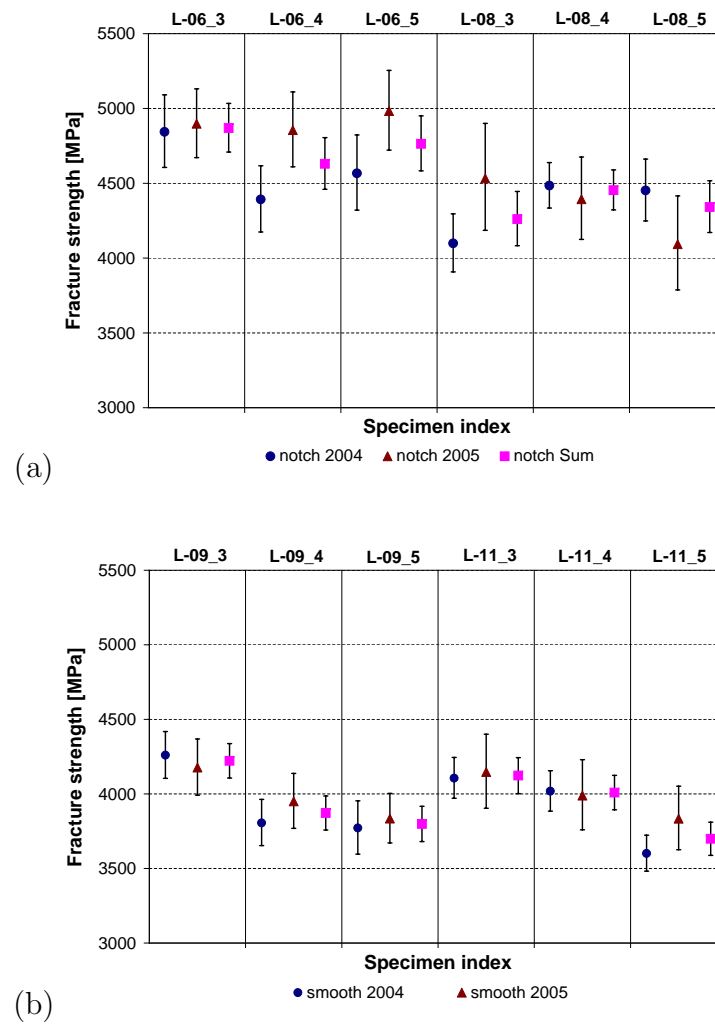 L-06_3 L-06_4 L-06_5 L-08_3 L-08_4 L-08_5
5500
5000
4500
4000
3500
3000
Fracture strength [MPa]
Specimen index
notch 2004 notch 2005 notch Sum
(a)
L-09_3 L-09_4 L-09_5 L-11_3 L-11_4 L-11_5
5500
5000
4500
4000
3500
3000
Fracture strength [MPa]
Specimen index
smooth 2004 smooth 2005
(b)